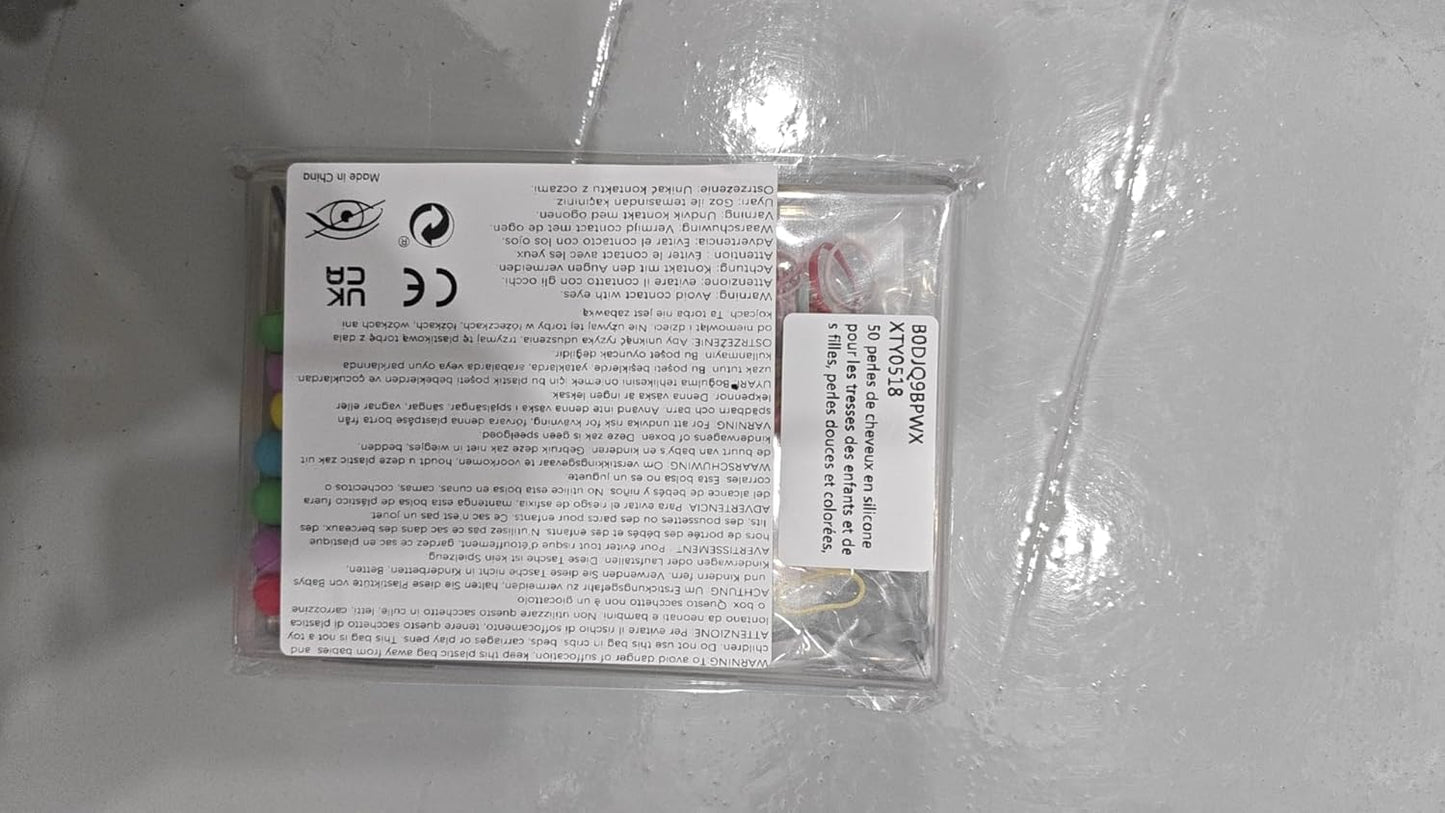 WARNING To avoid danger of suffocation, keep this plastic bag away from babies and
children. Do not use this bag in cribs, beds, carriages or play pens. This bag is not a toy
ATTENZIONE Per evitare il rischio di soffocamento, tenere questo sacchetto di plastica
lontano da neonati e bambini. Non utilizzare questo sacchetto in culle, letti, carrozzine
o box. Questo sacchetto non è un giocattolo
ACHTUNG Um Erstickungsgefahr zu vermeiden, halten Sie diese Plastiktüte von Babys
und Kindern fern. Verwenden Sie diese Tasche nicht in Kinderbetten, Betten,
Kinderwagen oder Laufställen. Diese Tasche ist kein Spielzeug
AVERTISSEMENT : Pour éviter tout risque d'étouffement, gardez ce sac en plastique
hors de portée des bébés et des enfants. N'utilisez pas ce sac dans des berceaux, des
lits, des poussettes ou des parcs pour enfants. Ce sac n'est pas un jouet
ADVERTENCIA Para evitar el riesgo de asfixia, mantenga esta bolsa de plástico fuera
del alcance de bebés y niños. No utilice esta bolsa en cunas, camas, cochecitos o
corrales. Esta bolsa no es un juguete
WAARSCHUWING Om verstikkingsgevaar te voorkomen, houdt u deze plastic zak uit
de buurt van baby's en kinderen. Gebruik deze zak niet in wiegjes, bedden,
kinderwagens of boxen. Deze zak is geen speelgoed
VARNING För att undvika risk för kvävning, förvara denna plastpåse borta från
spädbarn och barn. Använd inte denna väska i spjälsängar, sängar, vagnar eller
lekpennor. Denna väska är ingen leksak
UYARI Boğulma tehlikesini önlemek için bu plastik poşeti bebeklerden ve çocuklardan
uzak tutun. Bu poşeti beşiklerde, yataklarda, arabalarda veya oyun parklarında
kullanmayın. Bu poşet oyuncak değildir.
OSTRZEŻENIE: Aby uniknąć ryzyka uduszenia, trzymaj tę plastikową torbę z dala
od niemowląt i dzieci. Nie używaj tej torby w łóżeczkach, łóżkach, wózkach ani
kojcach. Ta torba nie jest zabawką
Warning: Avoid contact with eyes.
Attenzione: evitare il contatto con gli occhi.
Achtung: Kontakt mit den Augen vermeiden
Attention : Éviter le contact avec les yeux.
Advertencia: Evitar el contacto con los ojos.
Waarschuwing: Vermijd contact met de ogen.
Varning: Undvik kontakt med ögonen.
Uyarı: Göz ile temasından kaçınınız
Ostrzeżenie: Unikać kontaktu z oczami.
CE
UK
CA
®
Made in China
B0DJQ9BPWX
XTY0518
50 perles de cheveux en silicone
pour les tresses des enfants et de
s filles, perles douces et colorées,